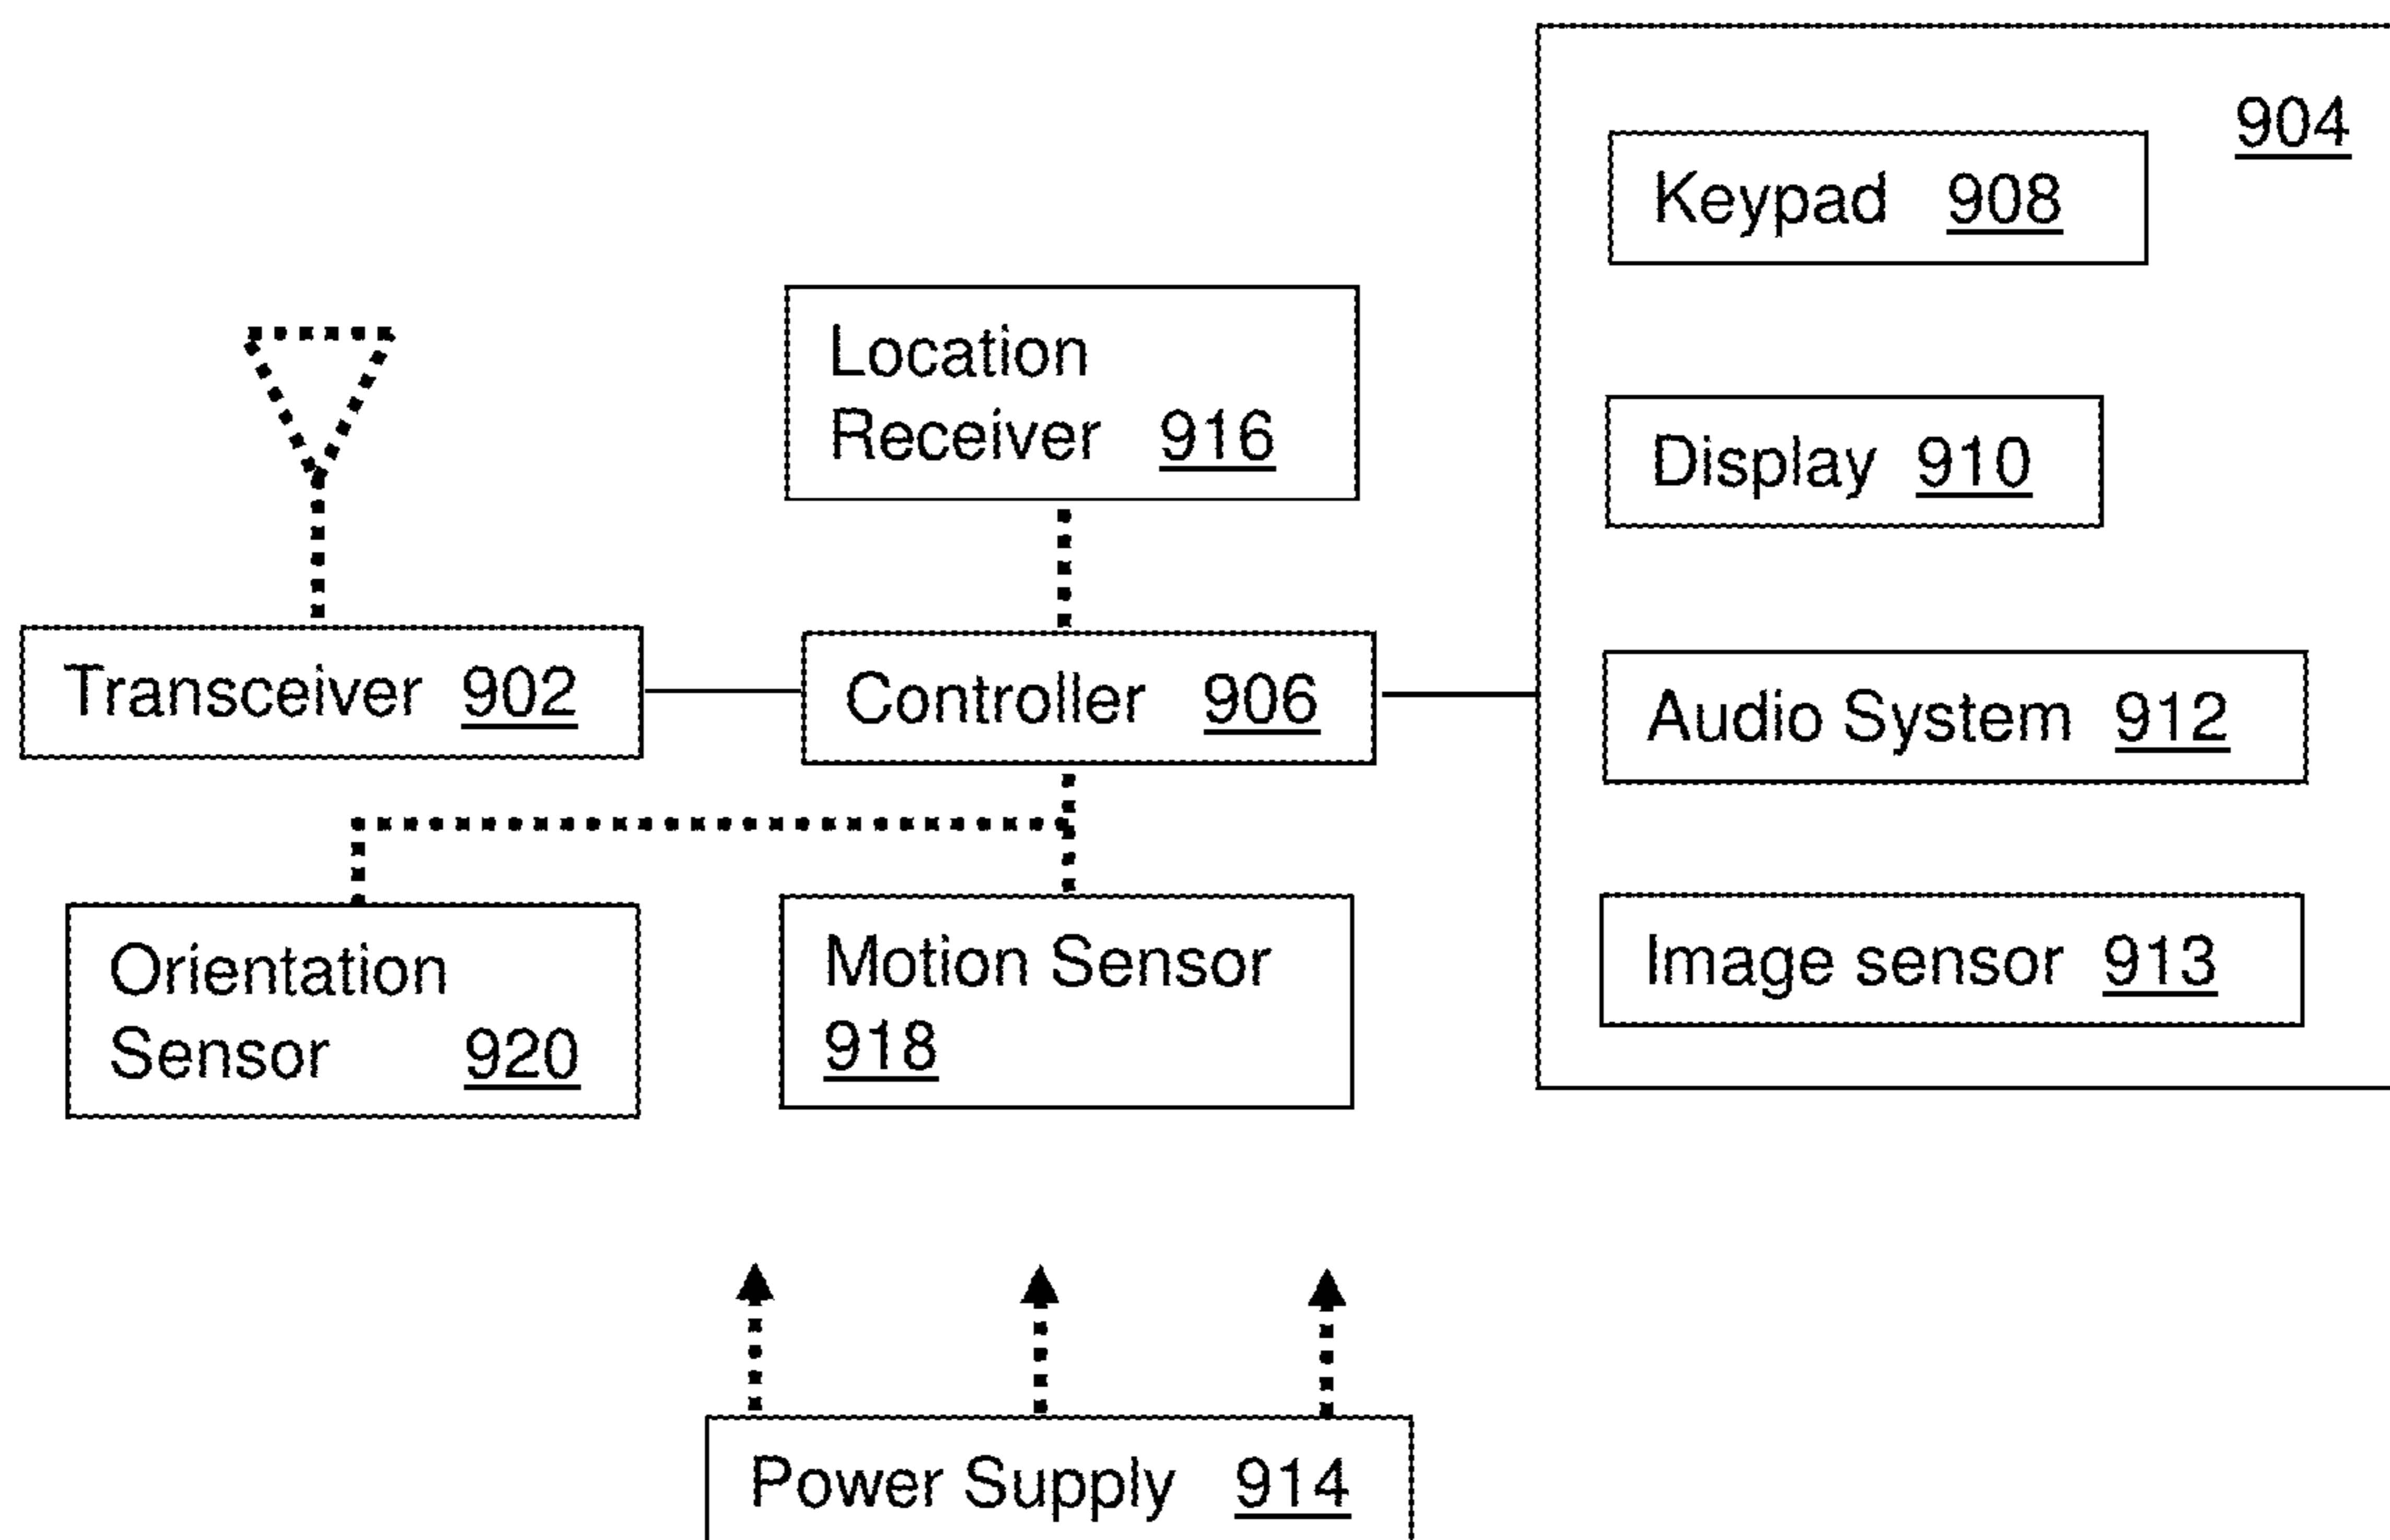 904
Keypad 908
Location
Receiver 916
Display 910
Transceiver 902
Controller 906
Audio System 912
Orientation
Sensor 920
Motion Sensor
918
Image sensor 913
Power Supply 914